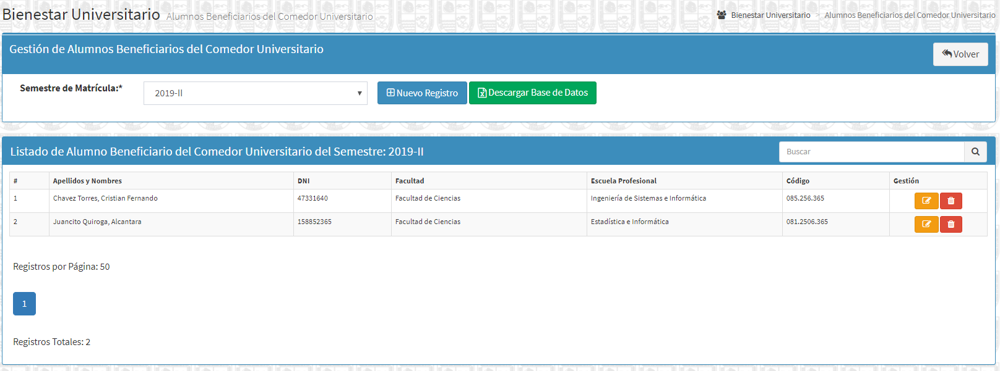 Bienestar Universitario Alumnos Beneficiarios del Comedor Universitario
Bienestar Universitario > Alumnos Beneficiarios del Comedor Universitario
Gestión de Alumnos Beneficiarios del Comedor Universitario
Volver
Semestre de Matrícula:* 2019-II Nuevo Registro Descargar Base de Datos
Listado de Alumno Beneficiario del Comedor Universitario del Semestre: 2019-II Buscar
# Apellidos y Nombres DNI Facultad Escuela Profesional Código Gestión
1 Chavez Torres, Cristian Fernando 47331640 Facultad de Ciencias Ingeniería de Sistemas e Informática 085.256.365
2 Juancito Quiroga, Alcantara 158852365 Facultad de Ciencias Estadística e Informática 081.2506.365
Registros por Página: 50
1
Registros Totales: 2